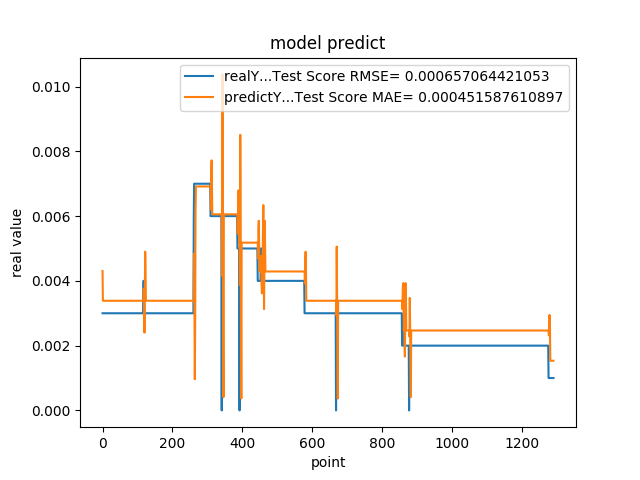 model predict
realY...Test Score RMSE= 0.000657064421053
predictY...Test Score MAE= 0.000451587610897
0.010
0.008
0.006
0.004
0.002
0.000
real value
0 200 400 600 800 1000 1200
point